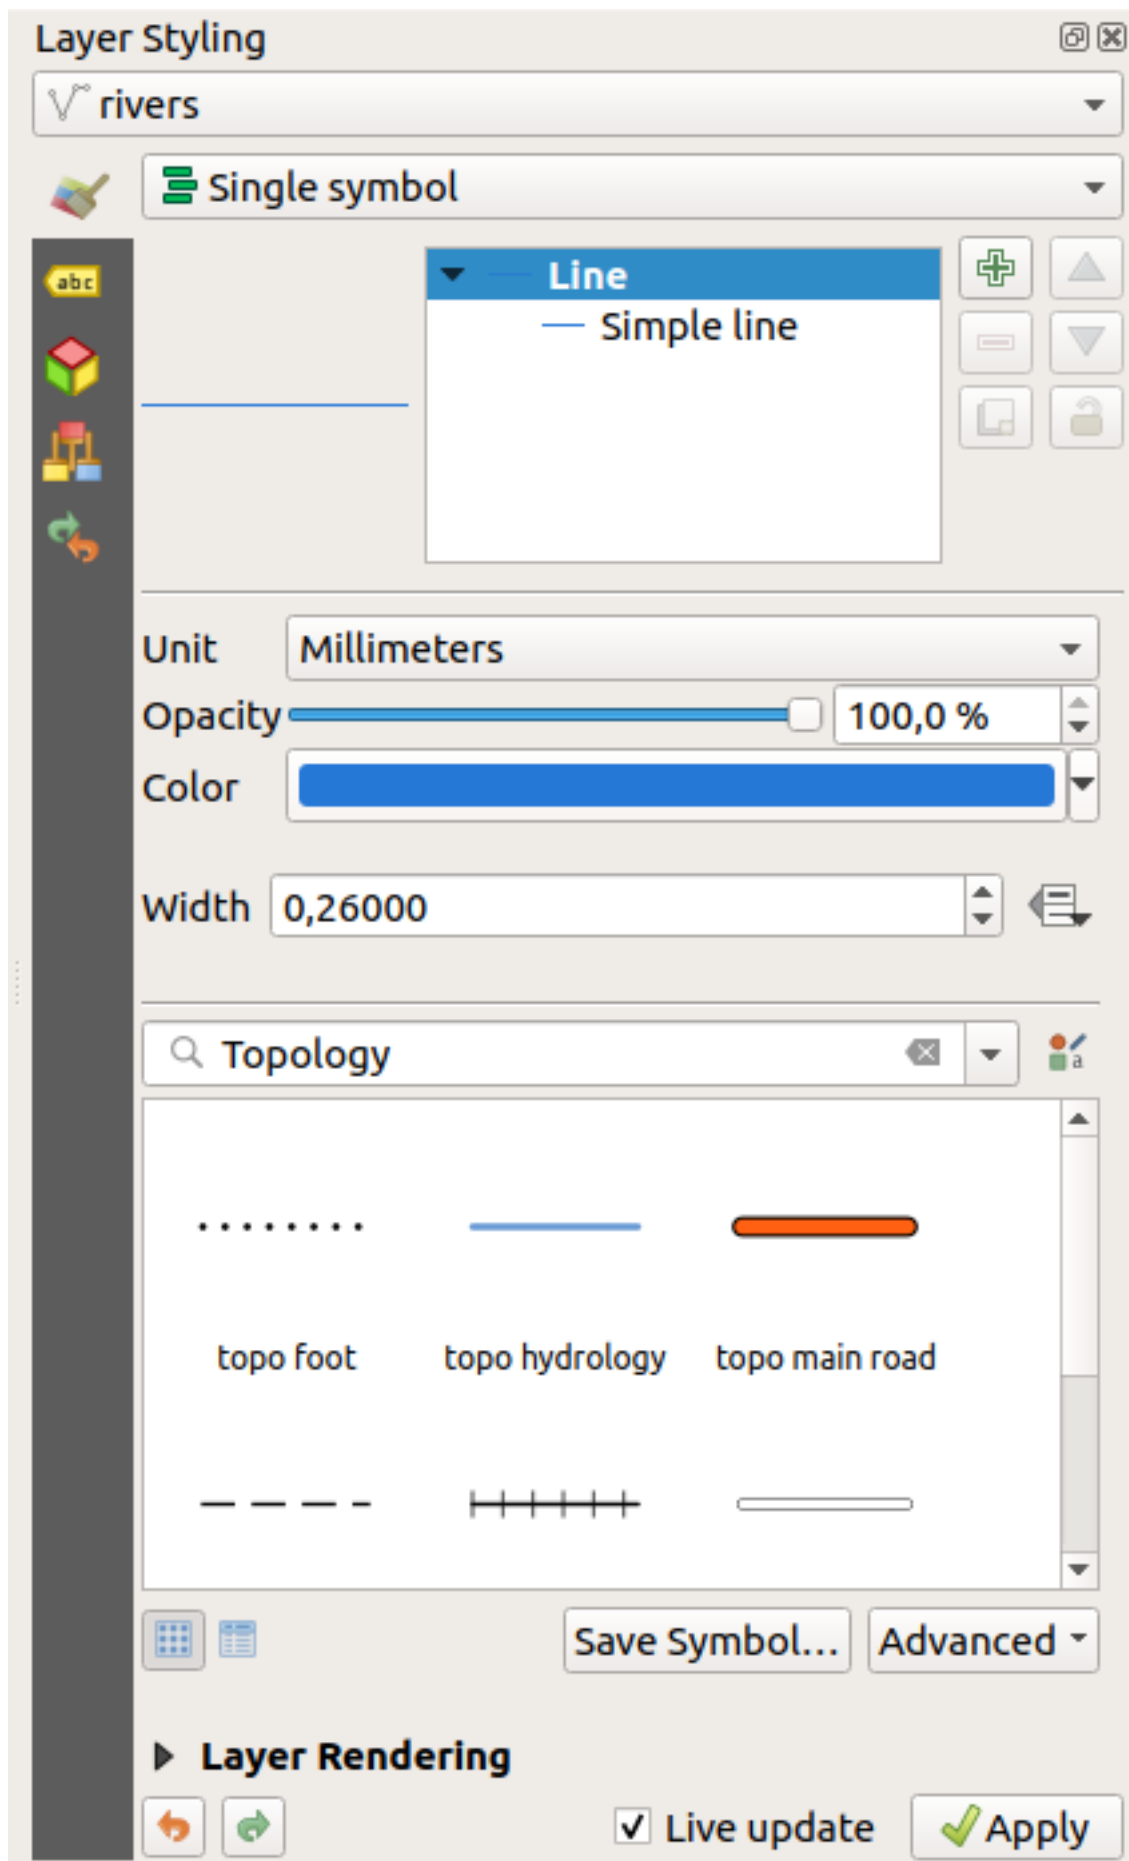 Layer Styling
rivers
Single symbol
abc
Line
Simple line
Unit Millimeters
Opacity 100,0 %
Color
Width 0,26000
Topology
a
topo foot topo hydrology topo main road
Save Symbol... Advanced
Layer Rendering
Live update Apply